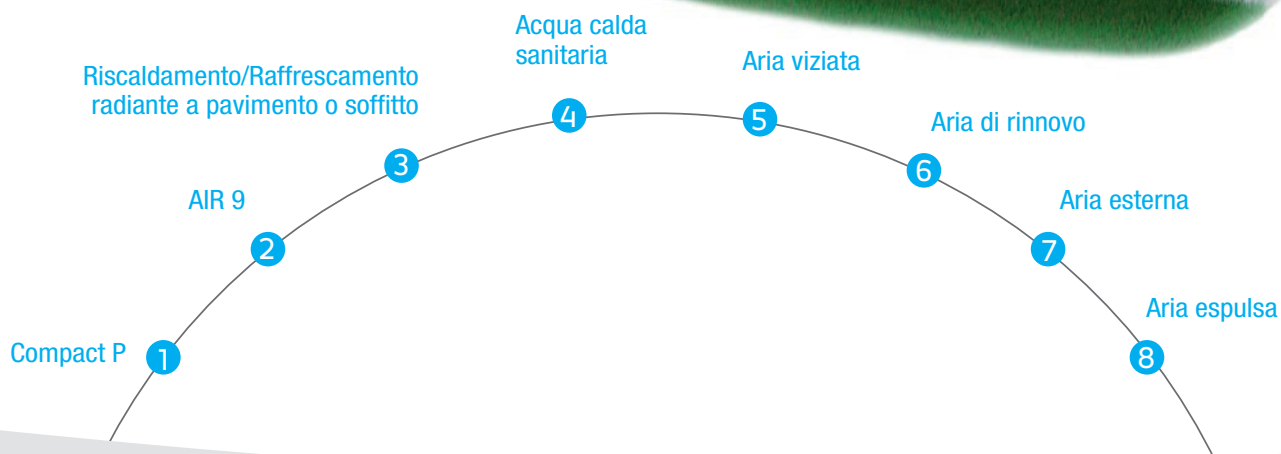 Compact P
1
AIR 9
2
Riscaldamento/Raffrescamento
radiante a pavimento o soffitto
3
Acqua calda
sanitaria
4
Aria viziata
5
Aria di rinnovo
6
Aria esterna
7
Aria espulsa
8